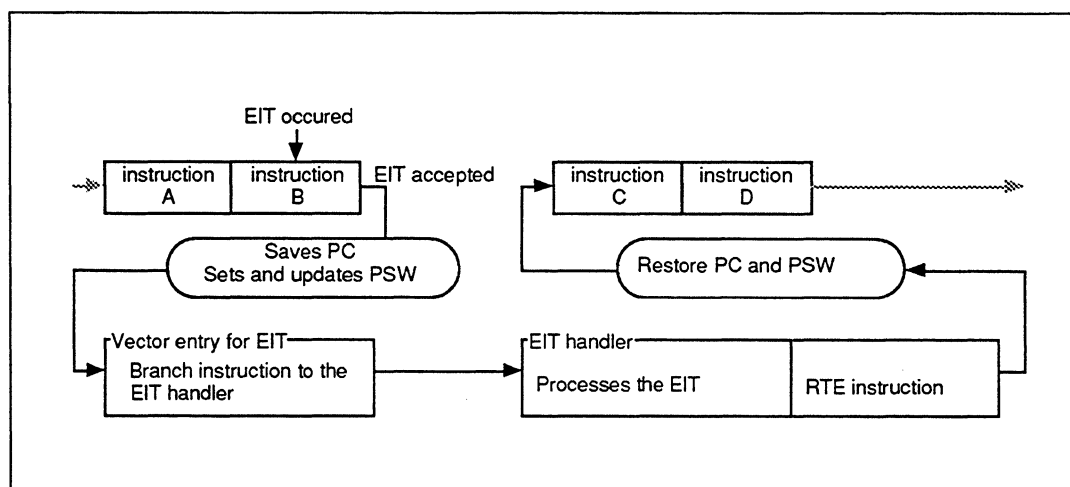 EIT occured
instruction
A
instruction
B
EIT accepted
instruction
C
instruction
D
Saves PC
Sets and updates PSW
Restore PC and PSW
Vector entry for EIT
Branch instruction to the
EIT handler
EIT handler
Processes the EIT
RTE instruction